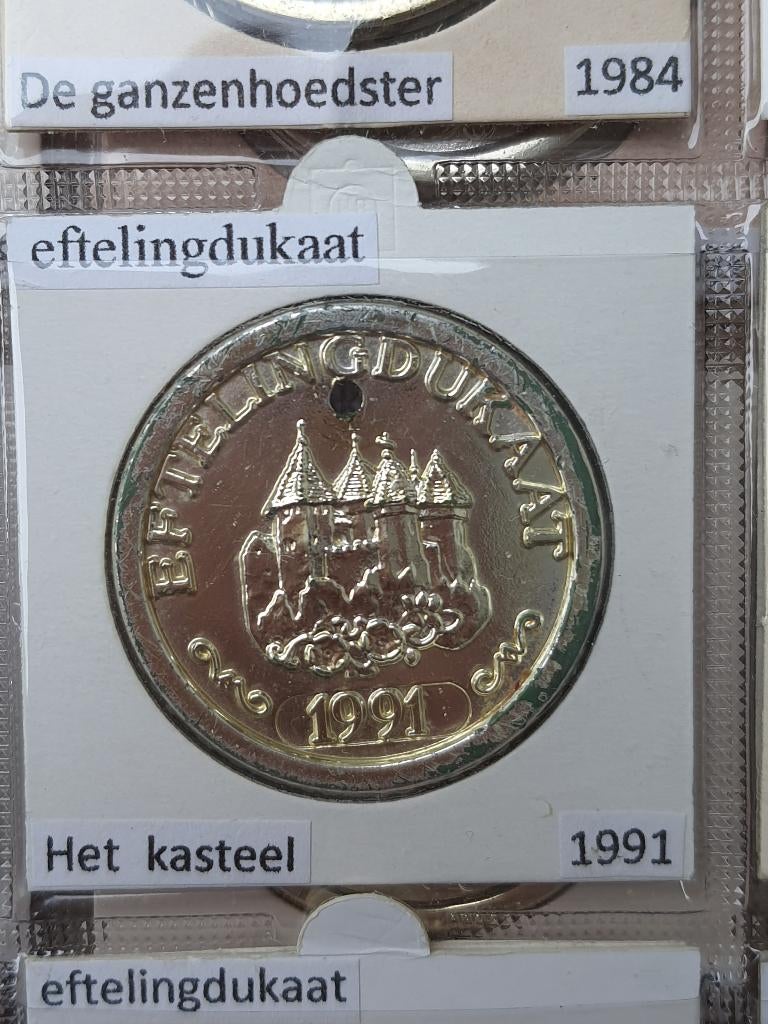 De ganzenhoedster 1984
eftelingdukaat
EFTELINGDUKAAT
1991
Het kasteel 1991
eftelingdukaat